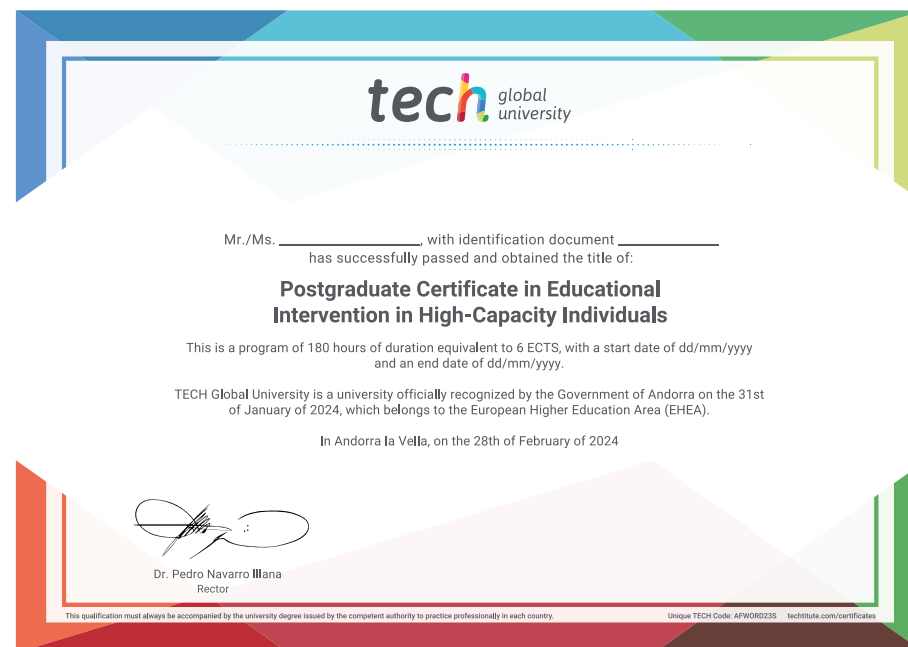 tech global university
Mr./Ms. ____________________, with identification document ______________
has successfully passed and obtained the title of:
Postgraduate Certificate in Educational
Intervention in High-Capacity Individuals
This is a program of 180 hours of duration equivalent to 6 ECTS, with a start date of dd/mm/yyyy
and an end date of dd/mm/yyyy.
TECH Global University is a university officially recognized by the Government of Andorra on the 31st
of January of 2024, which belongs to the European Higher Education Area (EHEA).
In Andorra la Vella, on the 28th of February of 2024
Dr. Pedro Navarro Illana
Rector
This qualification must always be accompanied by the university degree issued by the competent authority to practice professionally in each country.
Unique TECH Code: AFWORD23S techtitute.com/certificates